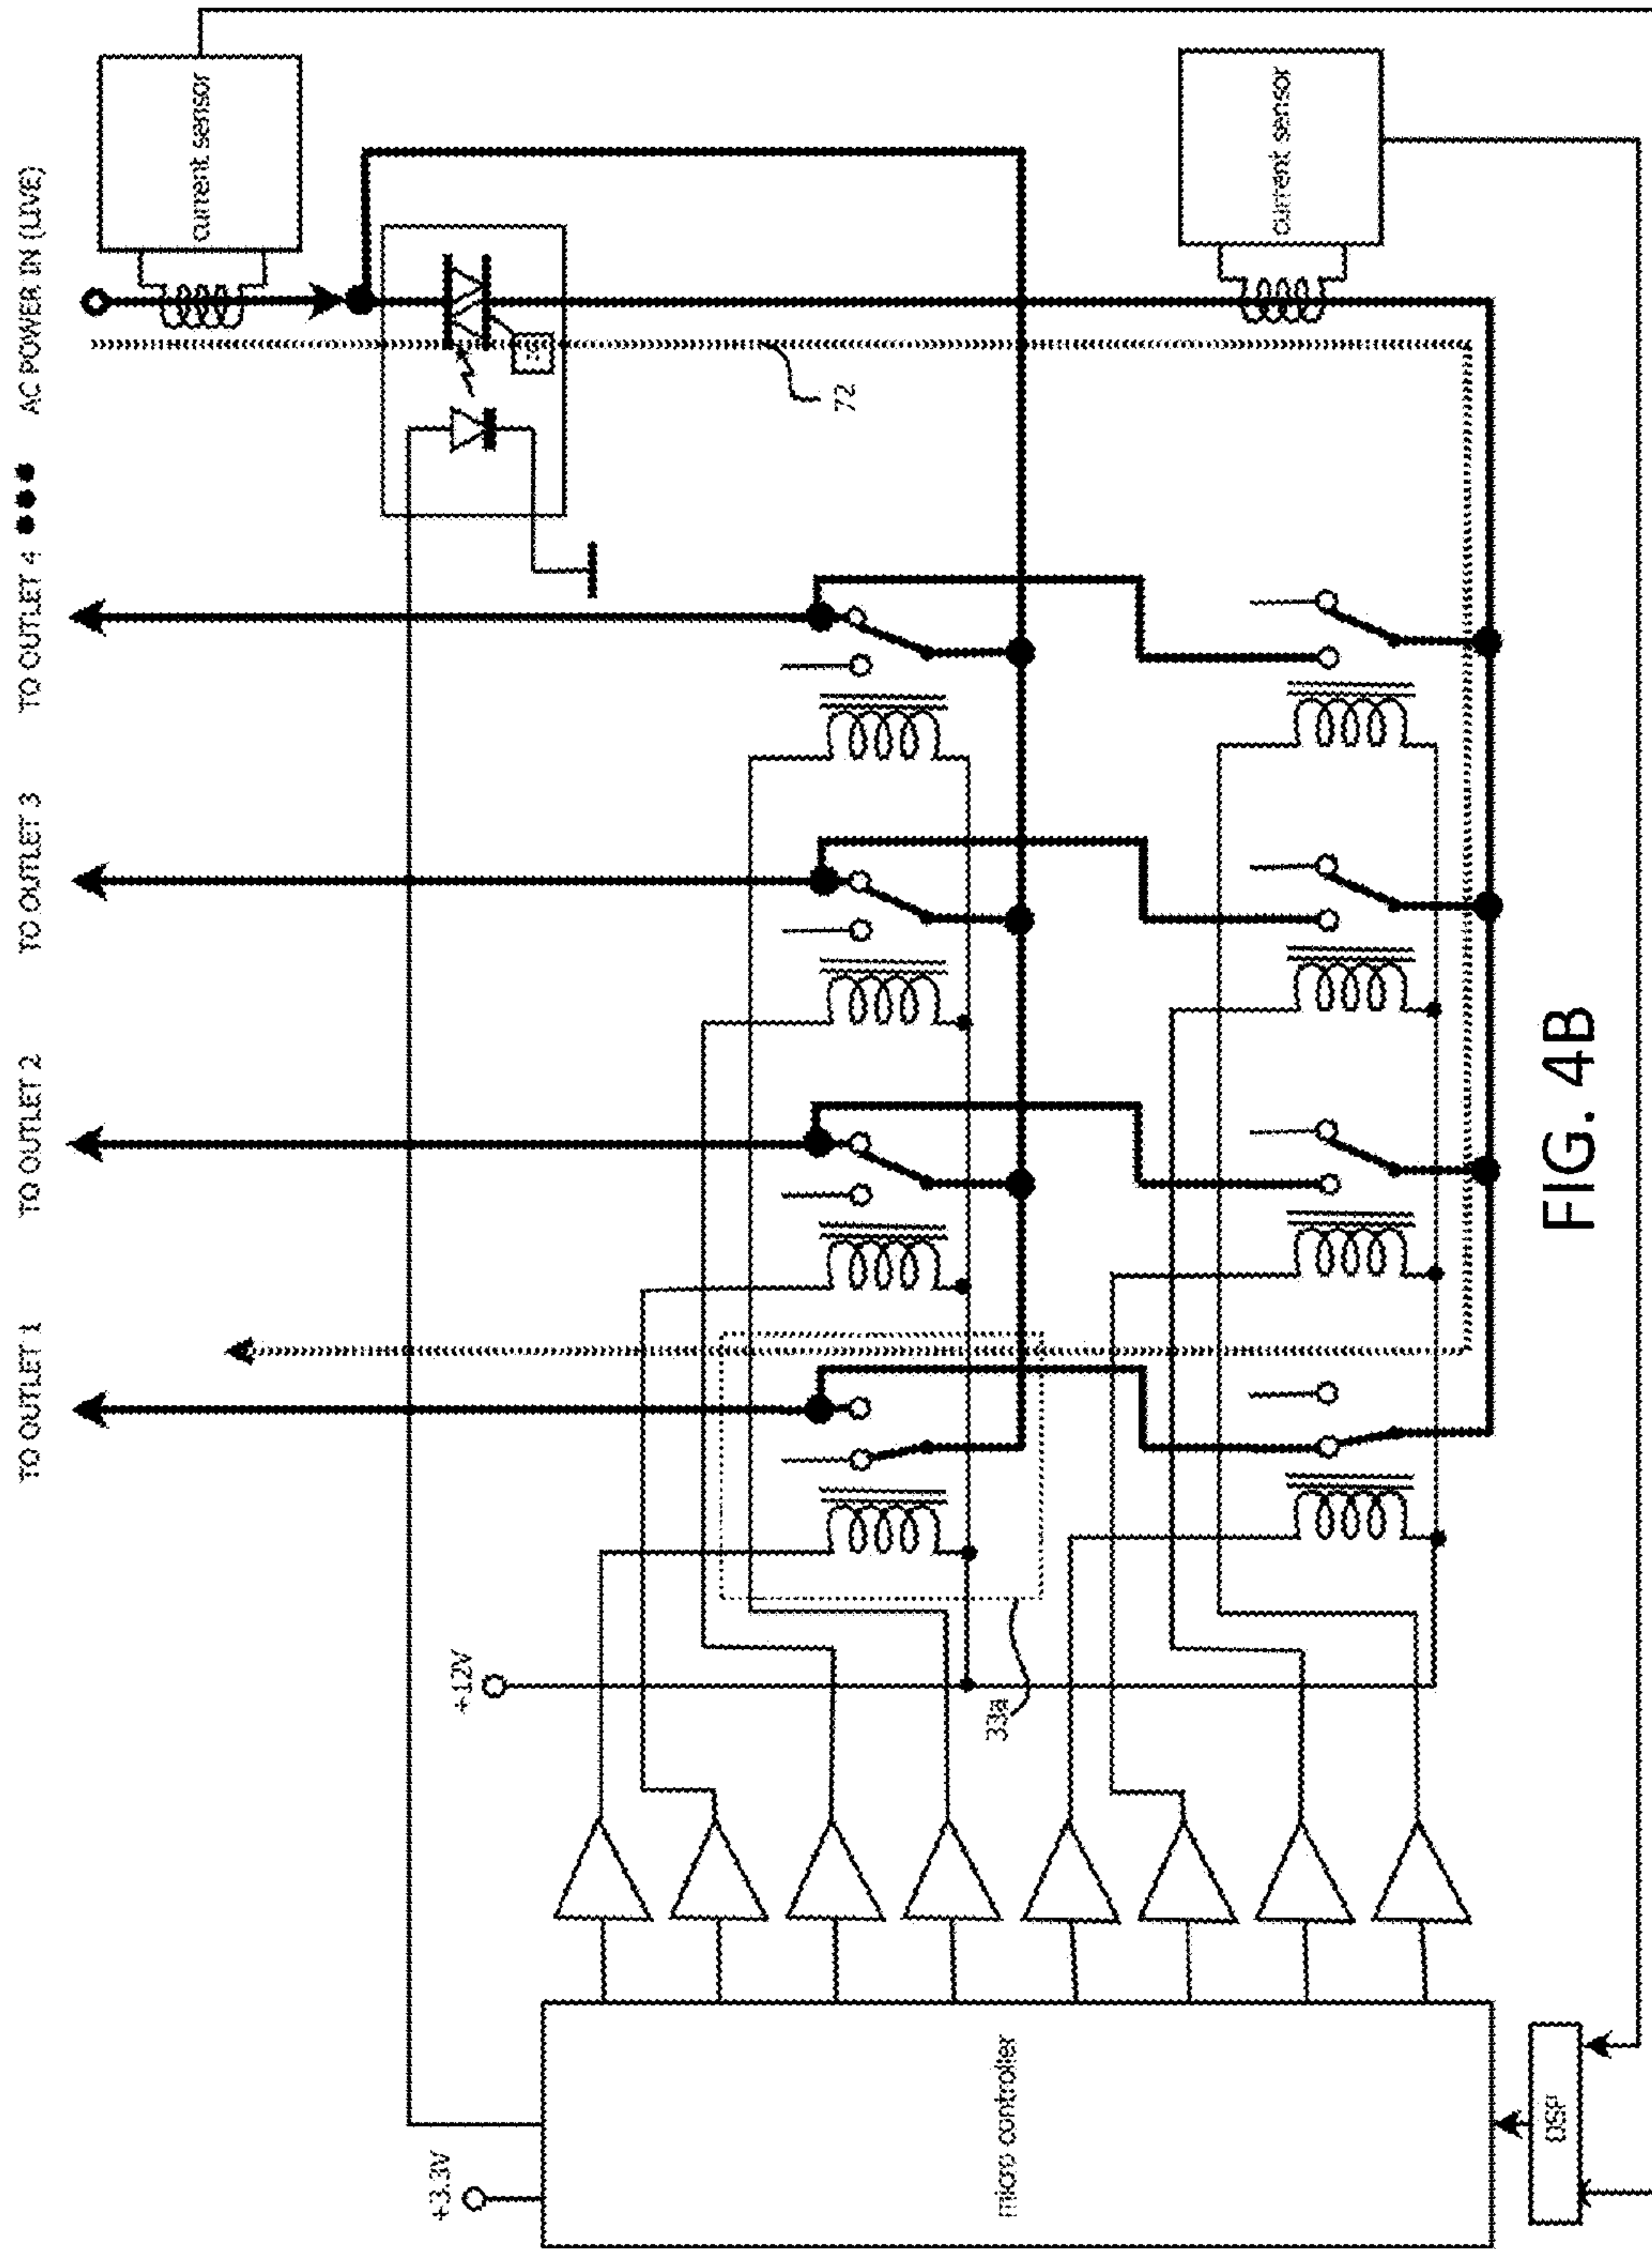 TO OUTLET 1
TO OUTLET 2
TO OUTLET 3
TO OUTLET 4
AC POWER IN (LIVE)
current sensor
72
current sensor
+12V
33a
+3.3V
micro controller
DSP
FIG. 4B